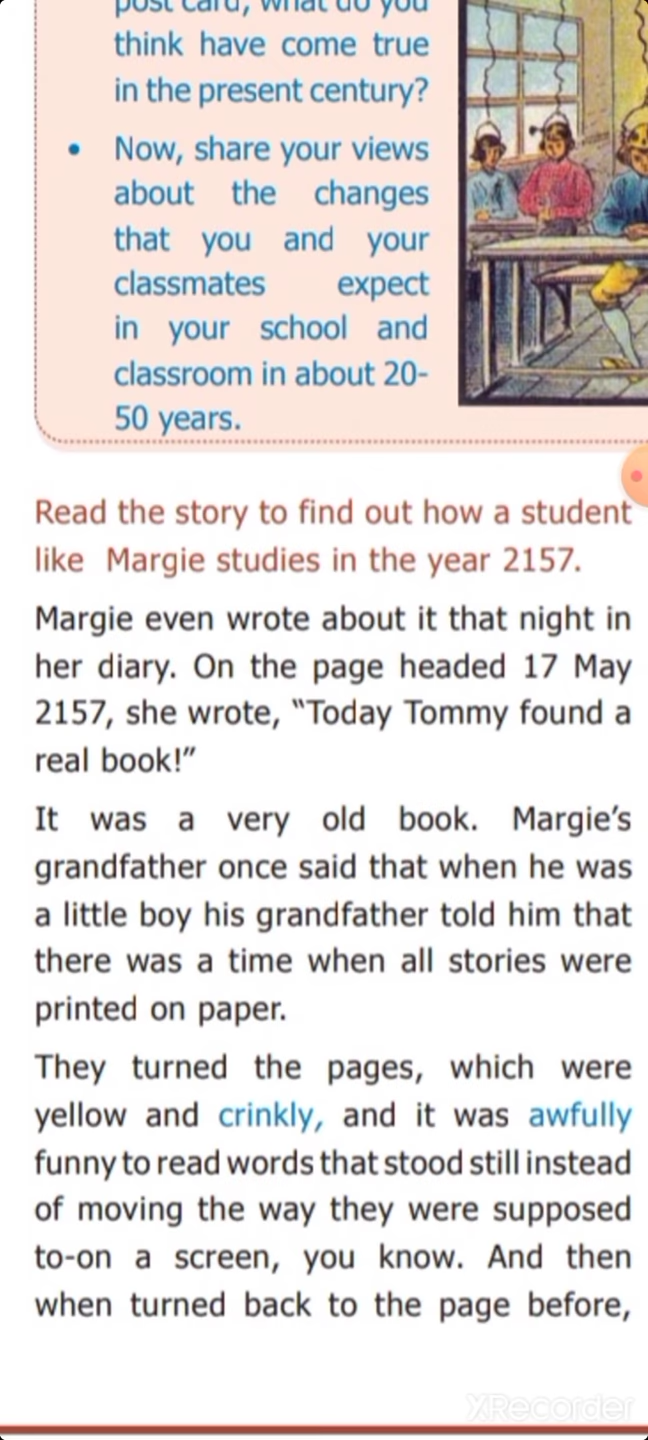 post card, what do you
think have come true
in the present century?
• Now, share your views
about the changes
that you and your
classmates expect
in your school and
classroom in about 20-
50 years.
Read the story to find out how a student
like Margie studies in the year 2157.
Margie even wrote about it that night in
her diary. On the page headed 17 May
2157, she wrote, “Today Tommy found a
real book!”
It was a very old book. Margie’s
grandfather once said that when he was
a little boy his grandfather told him that
there was a time when all stories were
printed on paper.
They turned the pages, which were
yellow and crinkly, and it was awfully
funny to read words that stood still instead
of moving the way they were supposed
to-on a screen, you know. And then
when turned back to the page before,
XRecorder